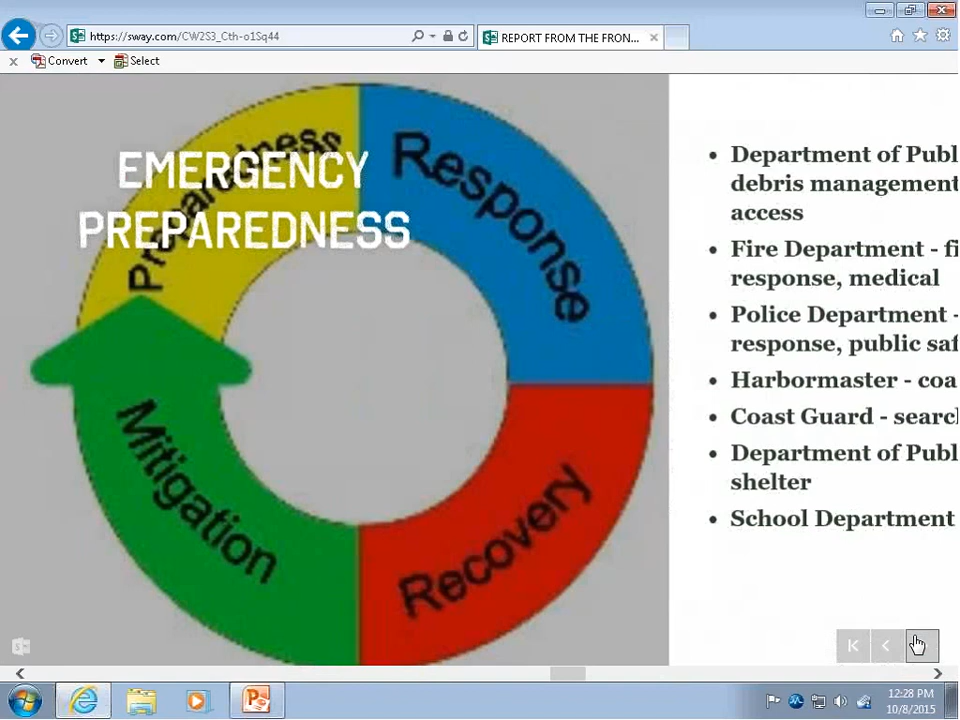 https://sway.com/CW2S3_Cth-o1Sq44
REPORT FROM THE FRON...
x Convert Select
EMERGENCY
PREPAREDNESS
Preparedness
Response
Mitigation
Recovery
• Department of Publ
debris management
access
• Fire Department - fi
response, medical
• Police Department -
response, public saf
• Harbormaster - coa
• Coast Guard - searc
• Department of Publ
shelter
• School Department
12:28 PM
10/8/2015